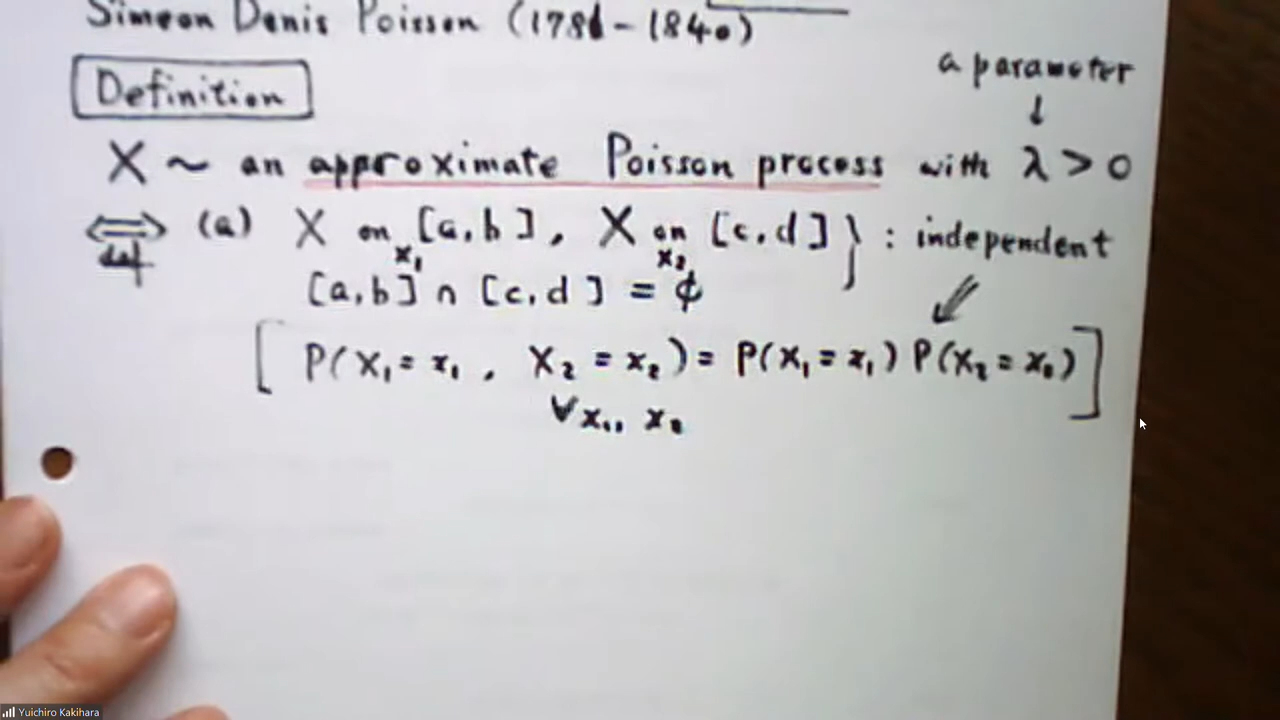 Simeon Denis Poisson (1781 – 1840)
Definition
a parameter
↓
X ~ an approximate Poisson process with λ > 0
⇔ def (a) X on [a, b], X on [c, d] } : independent
X₁ X₂
[a, b] ∩ [c, d] = ϕ
[ P(X₁ = x₁, X₂ = x₂) = P(X₁ = x₁) P(X₂ = x₂) ]
∀ x₁, x₂
Yuichiro Kakihara